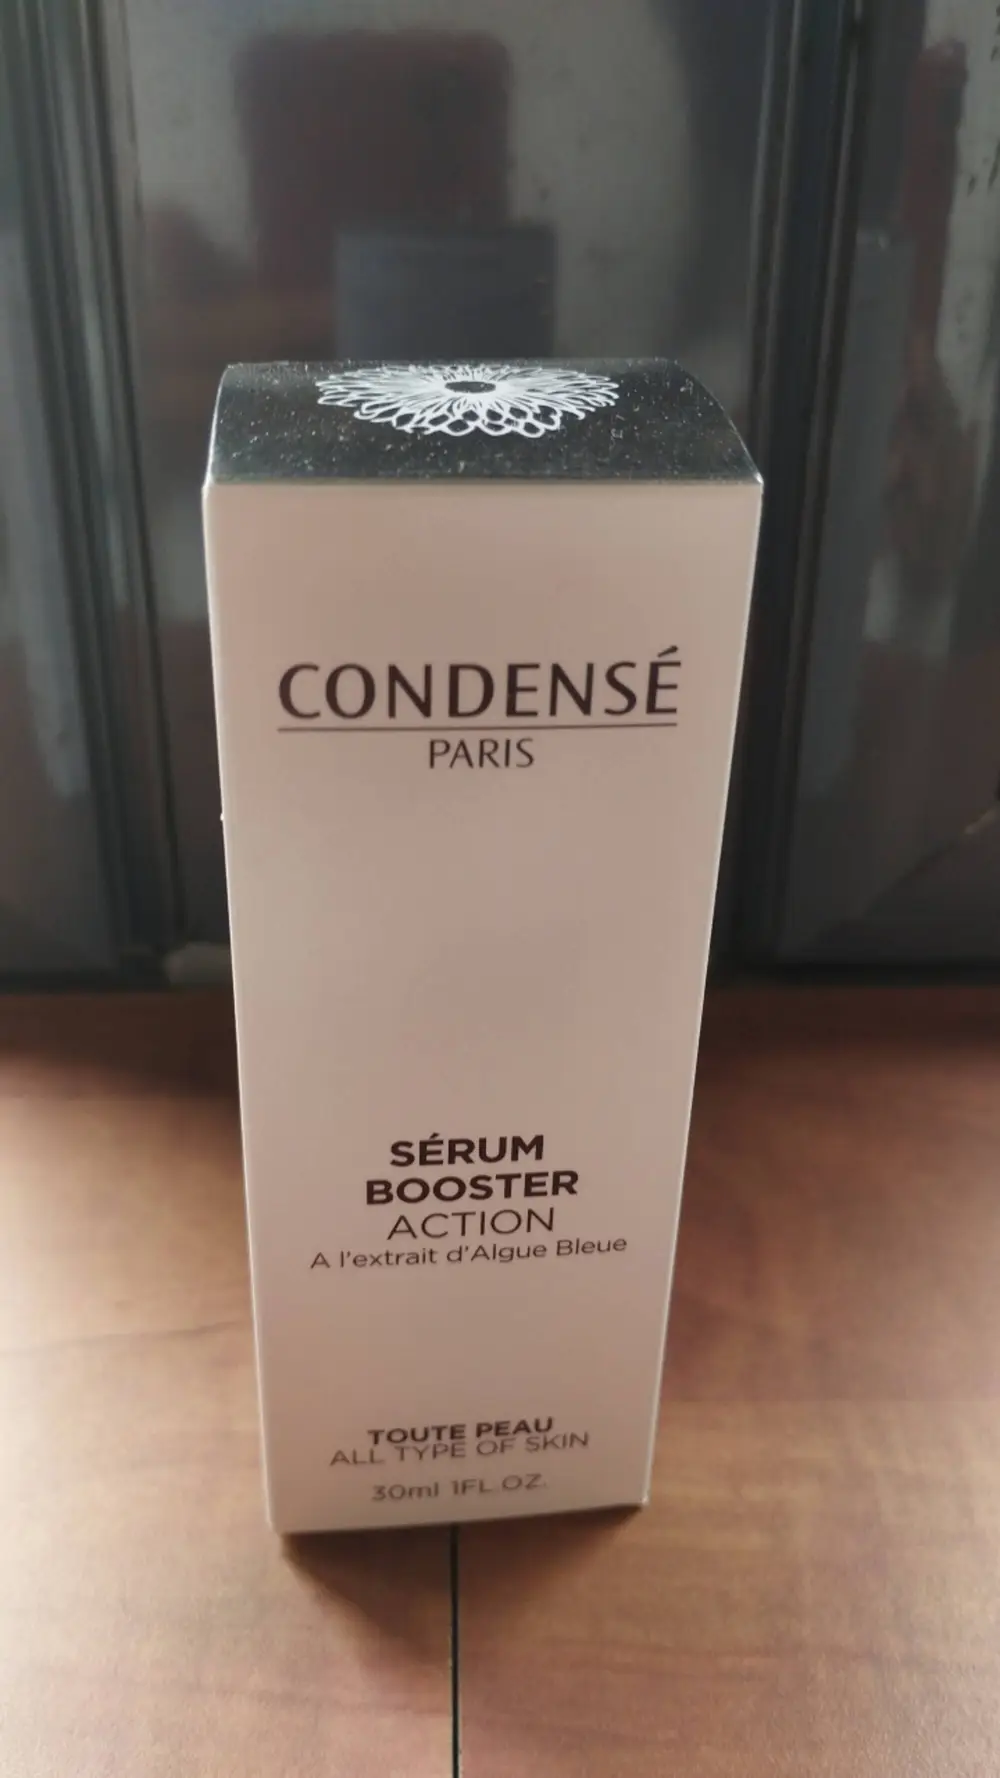 CONDENSÉ
PARIS
SÉRUM
BOOSTER
ACTION
A l'extrait d'Algue Bleue
TOUTE PEAU
ALL TYPE OF SKIN
30ml 1FL.OZ.